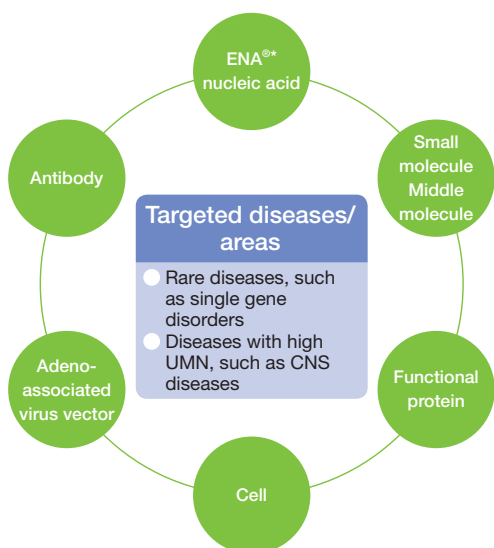 ENA®*
nucleic acid
Small
molecule
Middle
molecule
Antibody
Targeted diseases/
areas
Rare diseases, such
as single gene
disorders
Diseases with high
UMN, such as CNS
diseases
Adeno-
associated
virus vector
Functional
protein
Cell